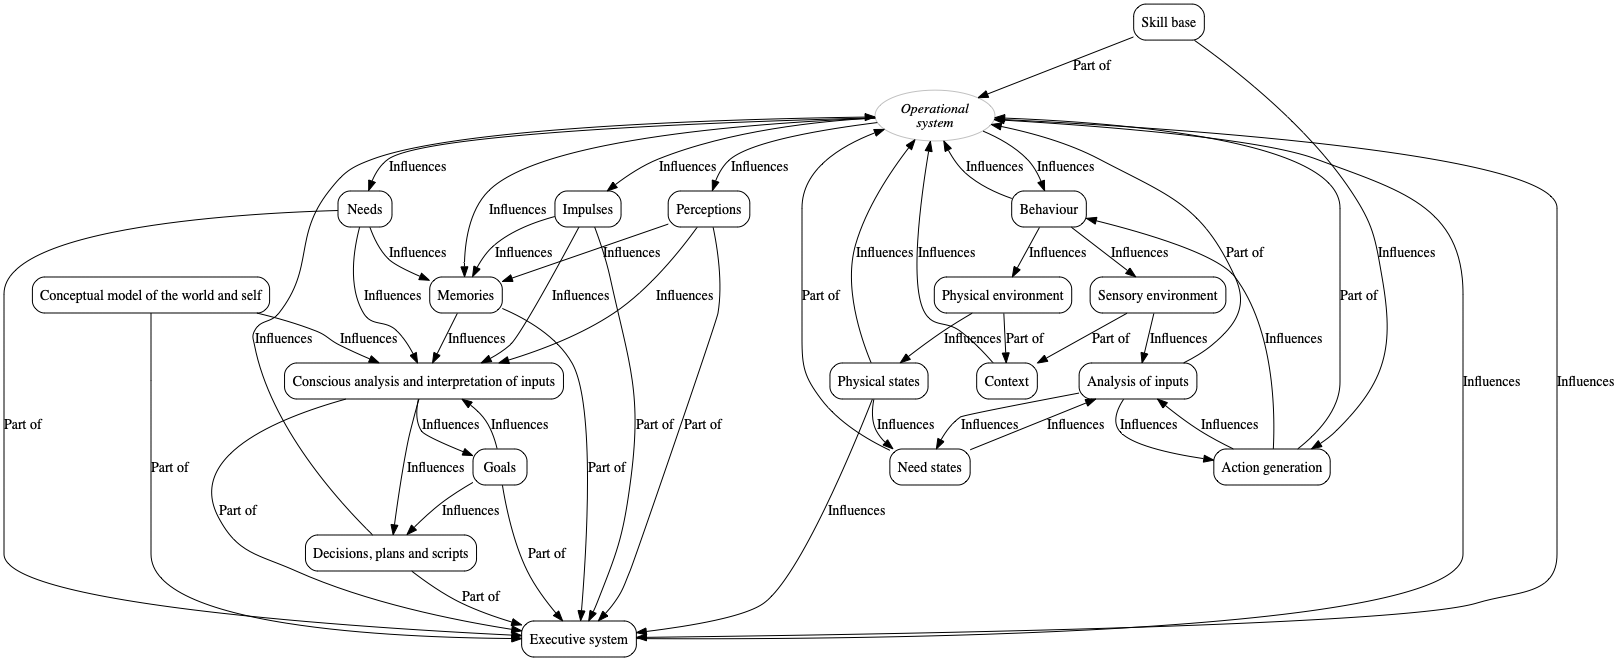 Skill base
Part of
Operational
system
Influences
Influences
Influences
Influences
Influences
Needs
Influences
Impulses
Perceptions
Behaviour
Influences
Influences
Influences
Influences
Influences
Influences
Part of
Influences
Conceptual model of the world and self
Influences
Memories
Influences
Influences
Part of
Physical environment
Sensory environment
Part of
Influences
Influences
Influences
Influences
Part of
Part of
Influences
Influences
Conscious analysis and interpretation of inputs
Physical states
Context
Analysis of inputs
Influences
Influences
Part of
Influences
Influences
Part of
Part of
Influences
Influences
Influences
Influences
Influences
Part of
Influences
Goals
Part of
Need states
Action generation
Part of
Influences
Influences
Decisions, plans and scripts
Part of
Part of
Executive system